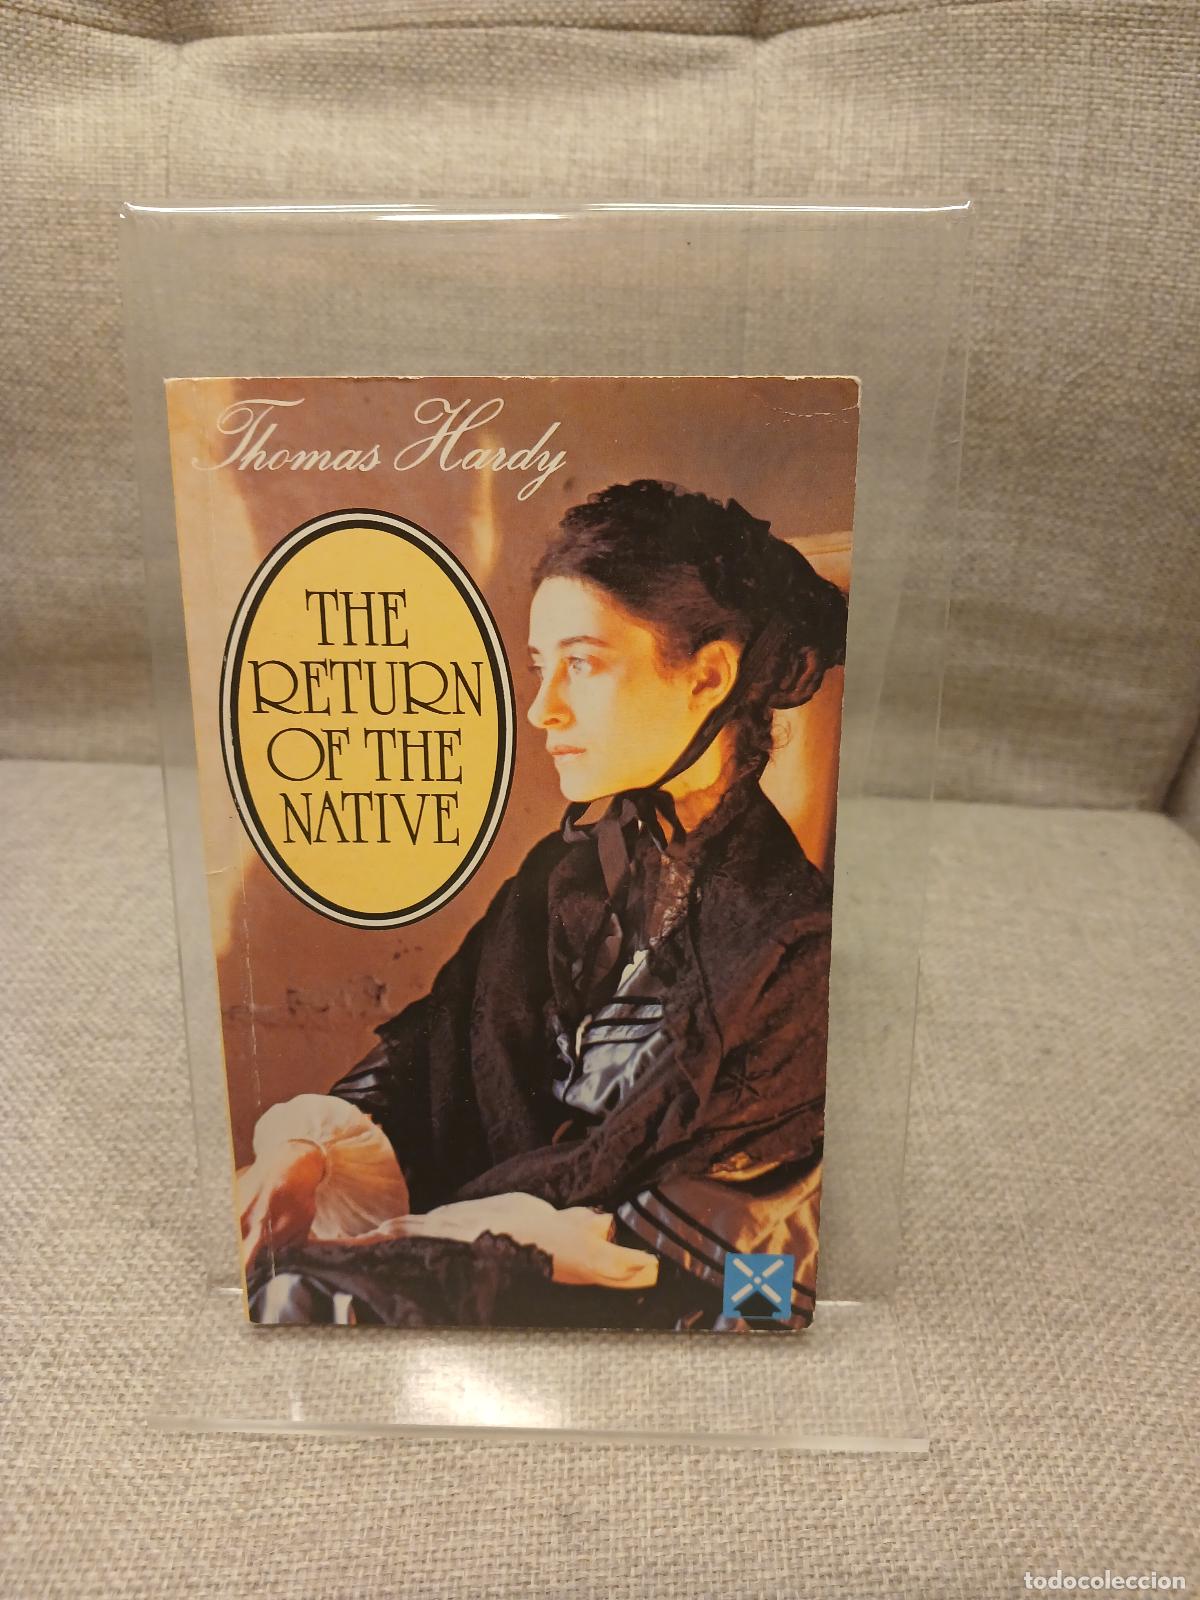 Thomas Hardy
THE
RETURN
OF THE
NATIVE
todocoleccion